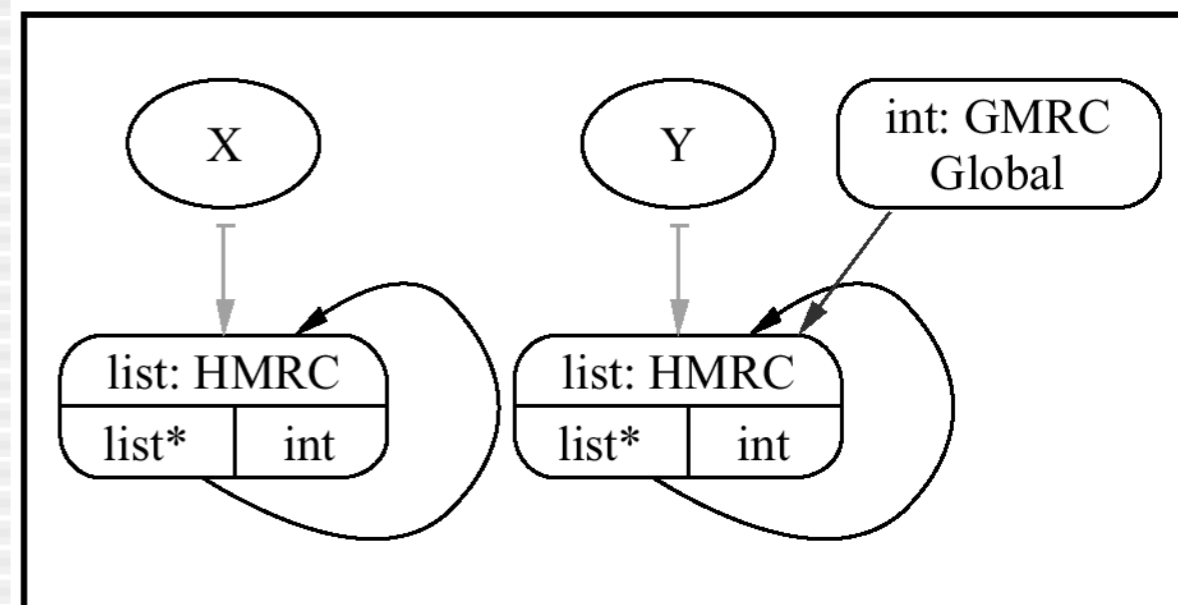 X
Y
int: GMRC
Global
list: HMRC
list* int
list: HMRC
list* int